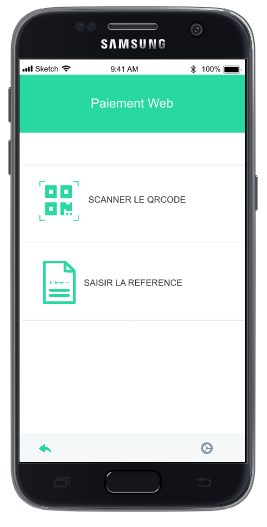 SAMSUNG
Sketch 9:41 AM 100%
Paiement Web
SCANNER LE QRCODE
SAISIR LA REFERENCE